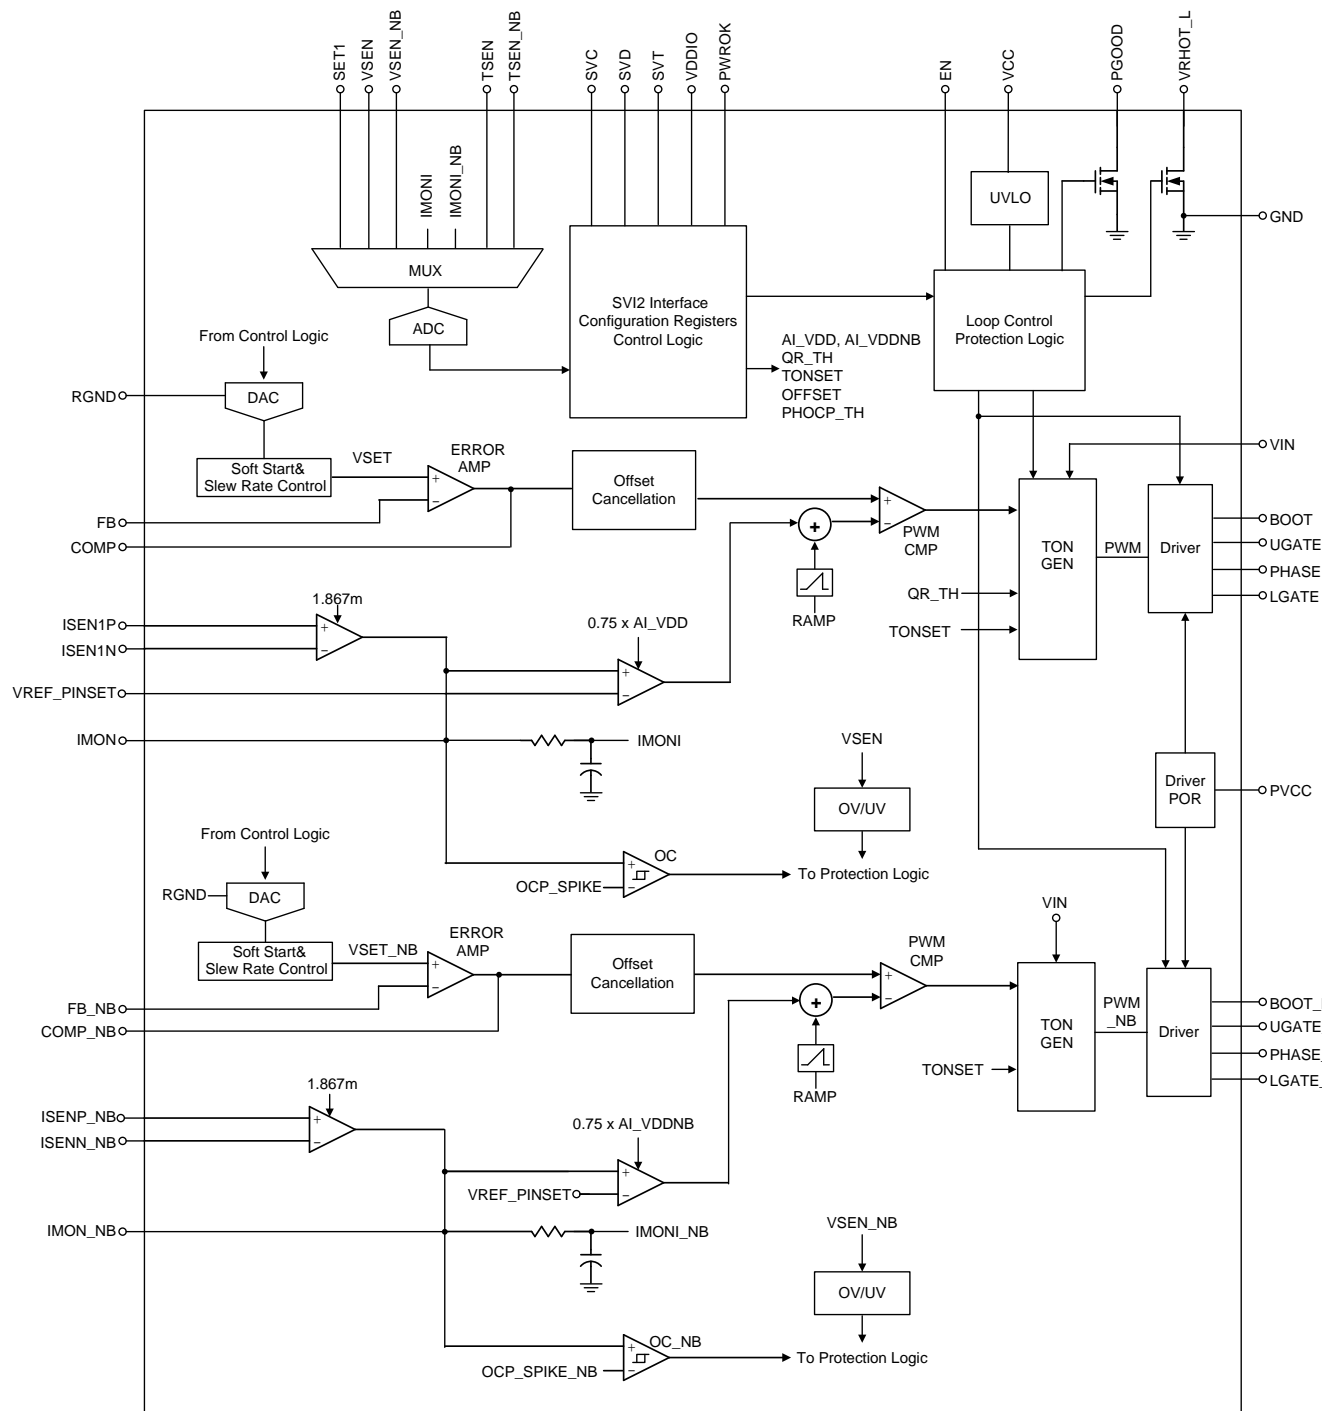 SET1
VSEN
VSEN_NB
TSEN
TSEN_NB
SVC
SVD
SVT
VDDIO
PWROK
EN
VCC
PGOOD
VRHOT_L
IMONI
IMONI_NB
UVLO
GND
MUX
ADC
SVI2 Interface
Configuration Registers
Control Logic
Loop Control
Protection Logic
From Control Logic
AI_VDD, AI_VDDNB
QR_TH
TONSET
OFFSET
PHOCP_TH
RGND
DAC
Soft Start&
Slew Rate Control
VSET
ERROR
AMP
+
−
Offset
Cancellation
VIN
FB
COMP
+
+
−
PWM
CMP
RAMP
TON
GEN
PWM
Driver
BOOT
UGATE
PHASE
LGATE
QR_TH
TONSET
1.867m
ISEN1P
ISEN1N
+
−
0.75 x AI_VDD
+
−
VREF_PINSET
IMON
IMONI
VSEN
OV/UV
Driver
POR
PVCC
From Control Logic
OC
+
−
OCP_SPIKE
To Protection Logic
RGND
DAC
Soft Start&
Slew Rate Control
VSET_NB
ERROR
AMP
+
−
Offset
Cancellation
VIN
FB_NB
COMP_NB
+
+
−
PWM
CMP
RAMP
TON
GEN
PWM
_NB
Driver
BOOT_
UGATE
PHASE_
LGATE_
TONSET
1.867m
ISENP_NB
ISENN_NB
+
−
0.75 x AI_VDDNB
+
−
VREF_PINSET
IMON_NB
IMONI_NB
VSEN_NB
OV/UV
OC_NB
+
−
OCP_SPIKE_NB
To Protection Logic